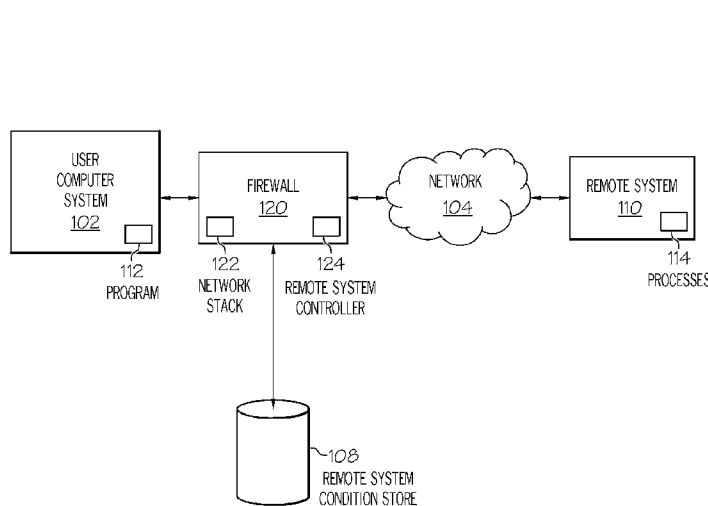 USER
COMPUTER
SYSTEM
102
112
PROGRAM
FIREWALL
120
122
NETWORK
STACK
124
REMOTE SYSTEM
CONTROLLER
NETWORK
104
REMOTE SYSTEM
110
114
PROCESSES
108
REMOTE SYSTEM
CONDITION STORE